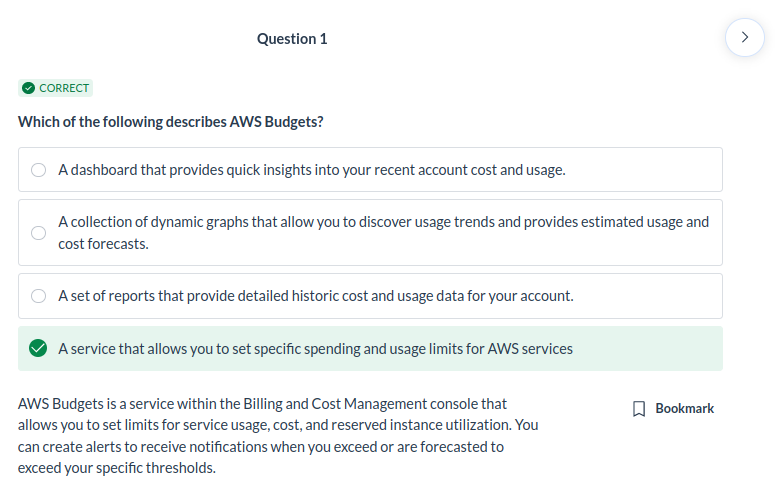 Question 1
CORRECT
Which of the following describes AWS Budgets?
A dashboard that provides quick insights into your recent account cost and usage.
A collection of dynamic graphs that allow you to discover usage trends and provides estimated usage and
cost forecasts.
A set of reports that provide detailed historic cost and usage data for your account.
A service that allows you to set specific spending and usage limits for AWS services
AWS Budgets is a service within the Billing and Cost Management console that
allows you to set limits for service usage, cost, and reserved instance utilization. You
can create alerts to receive notifications when you exceed or are forecasted to
exceed your specific thresholds.
Bookmark